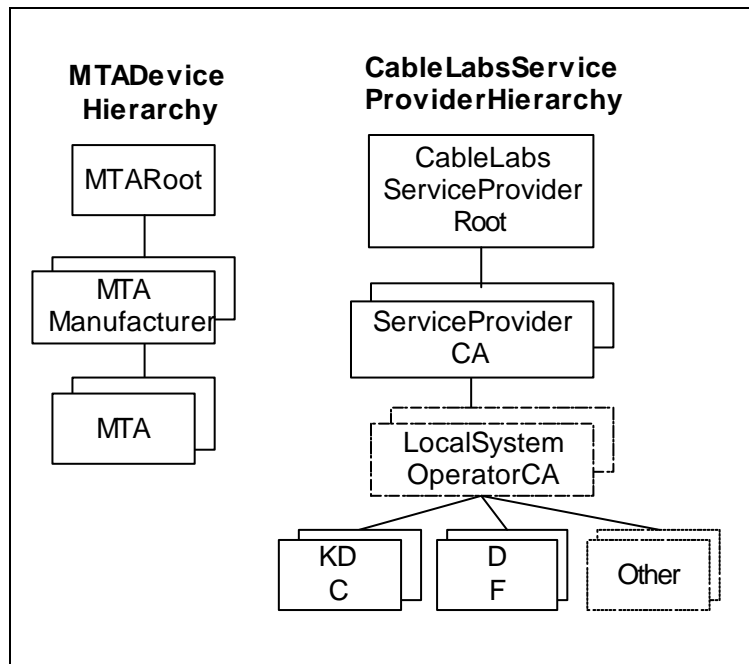 MTADevice
Hierarchy
MTARoot
MTA
Manufacturer
MTA
CableLabsService
ProviderHierarchy
CableLabs
ServiceProvider
Root
ServiceProvider
CA
LocalSystem
OperatorCA
KD
C
D
F
Other